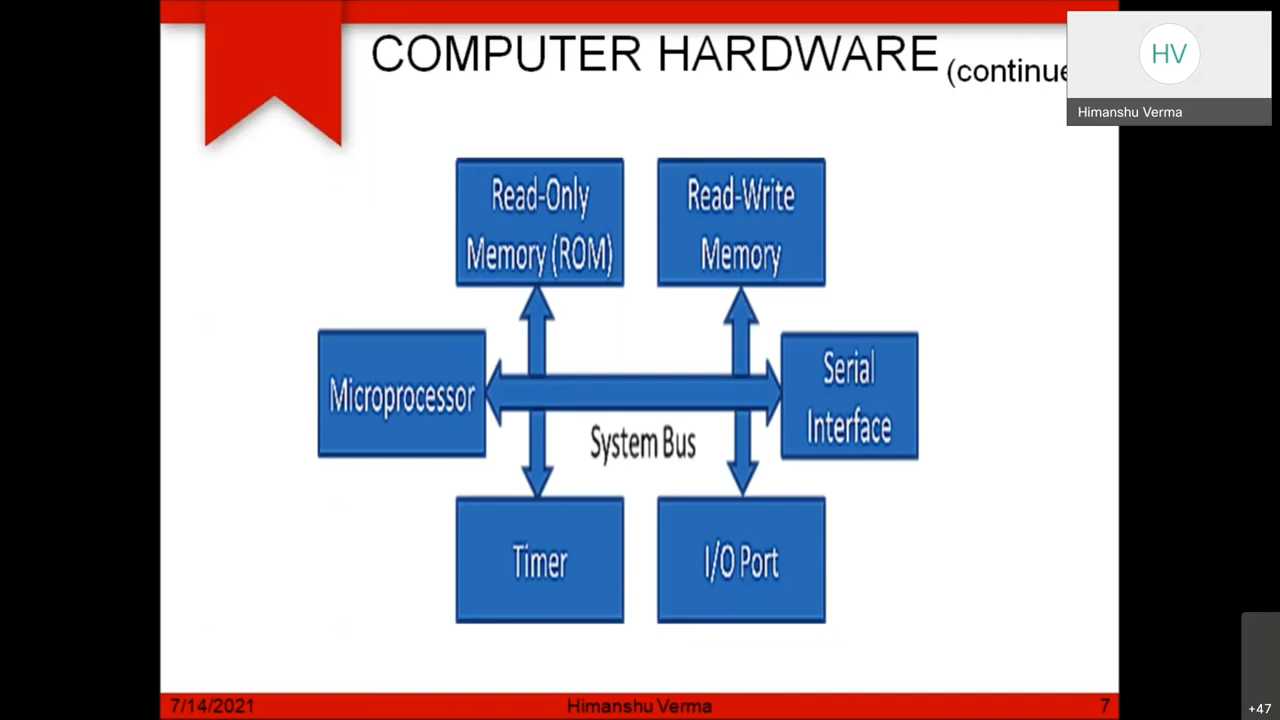 COMPUTER HARDWARE (continue
HV
Himanshu Verma
Read-Only
Memory (ROM)
Read-Write
Memory
Microprocessor
Serial
Interface
System Bus
Timer
I/O Port
7/14/2021
Himanshu Verma
7
+47